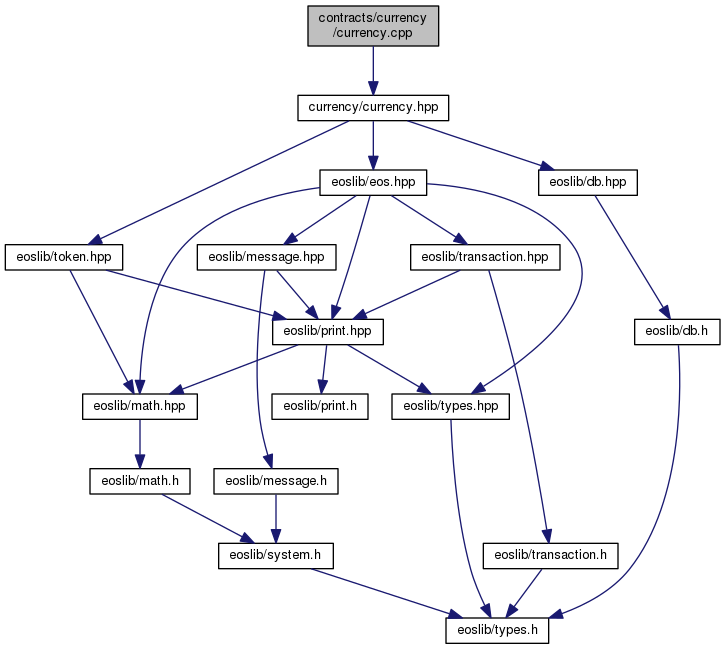 contracts/currency
/currency.cpp
currency/currency.hpp
eoslib/eos.hpp
eoslib/db.hpp
eoslib/token.hpp
eoslib/message.hpp
eoslib/transaction.hpp
eoslib/print.hpp
eoslib/db.h
eoslib/math.hpp
eoslib/print.h
eoslib/types.hpp
eoslib/math.h
eoslib/message.h
eoslib/system.h
eoslib/transaction.h
eoslib/types.h